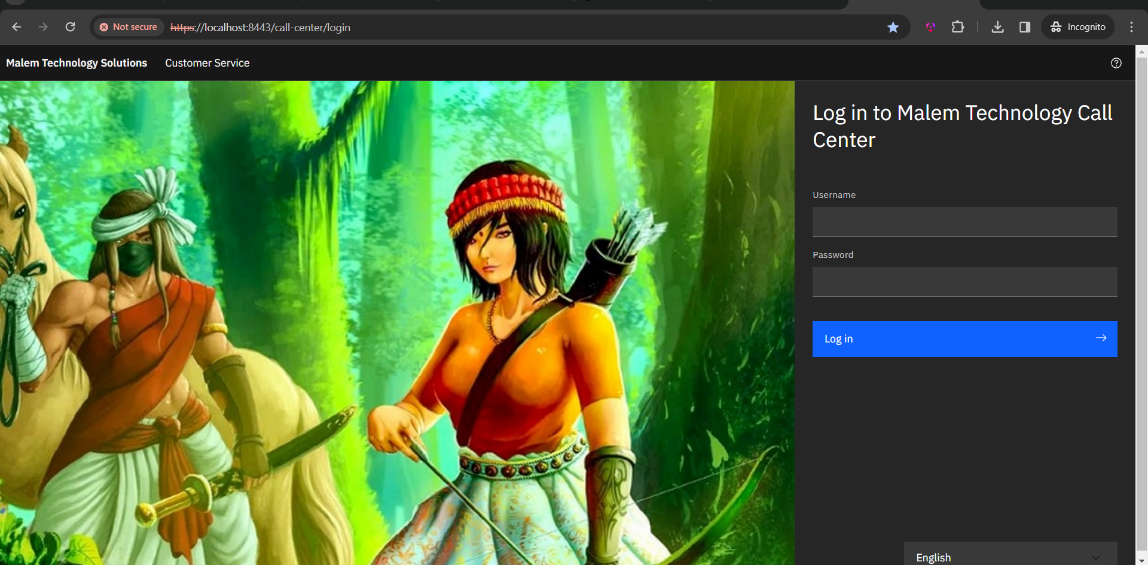 Not secure https://localhost:8443/call-center/login Incognito
Malem Technology Solutions Customer Service
Log in to Malem Technology Call
Center
Username
Password
Log in
English